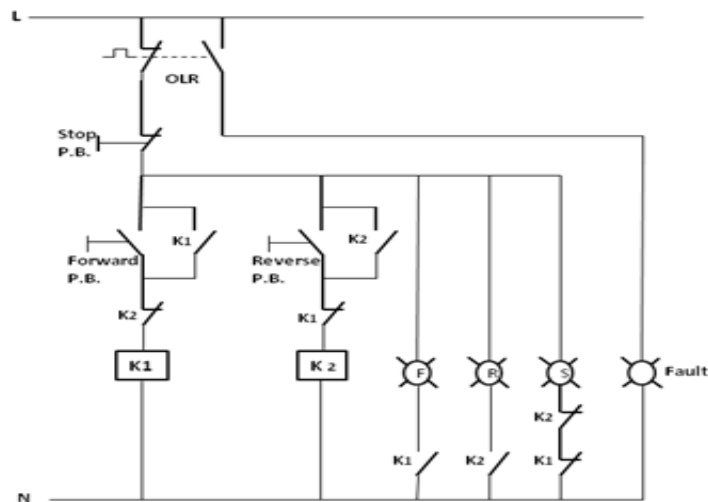 L
OLR
Stop
P.B.
K1
K2
Forward
P.B.
Reverse
P.B.
K2
K1
K1
K 2
F
R
S
Fault
K2
K1
K2
K1
N